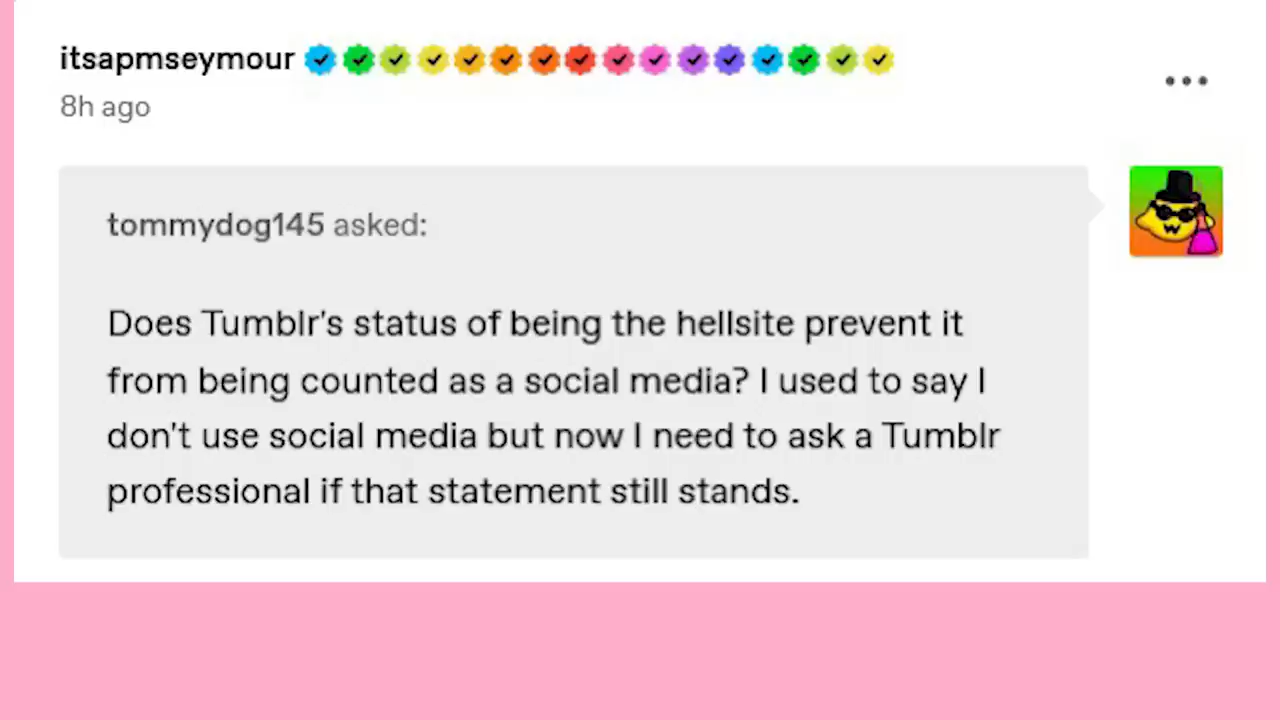 itsapmseymour
8h ago
tommydog145 asked:
Does Tumblr's status of being the hellsite prevent it
from being counted as a social media? I used to say I
don't use social media but now I need to ask a Tumblr
professional if that statement still stands.